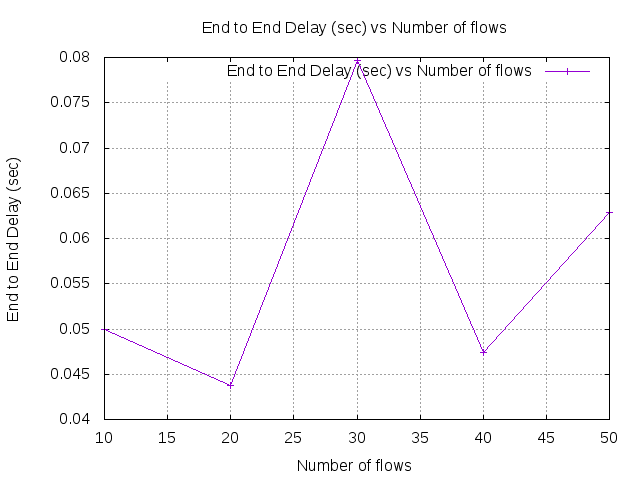 End to End Delay (sec) vs Number of flows
End to End Delay (sec) vs Number of flows
0.08
0.075
0.07
0.065
0.06
0.055
0.05
0.045
0.04
End to End Delay (sec)
10 15 20 25 30 35 40 45 50
Number of flows